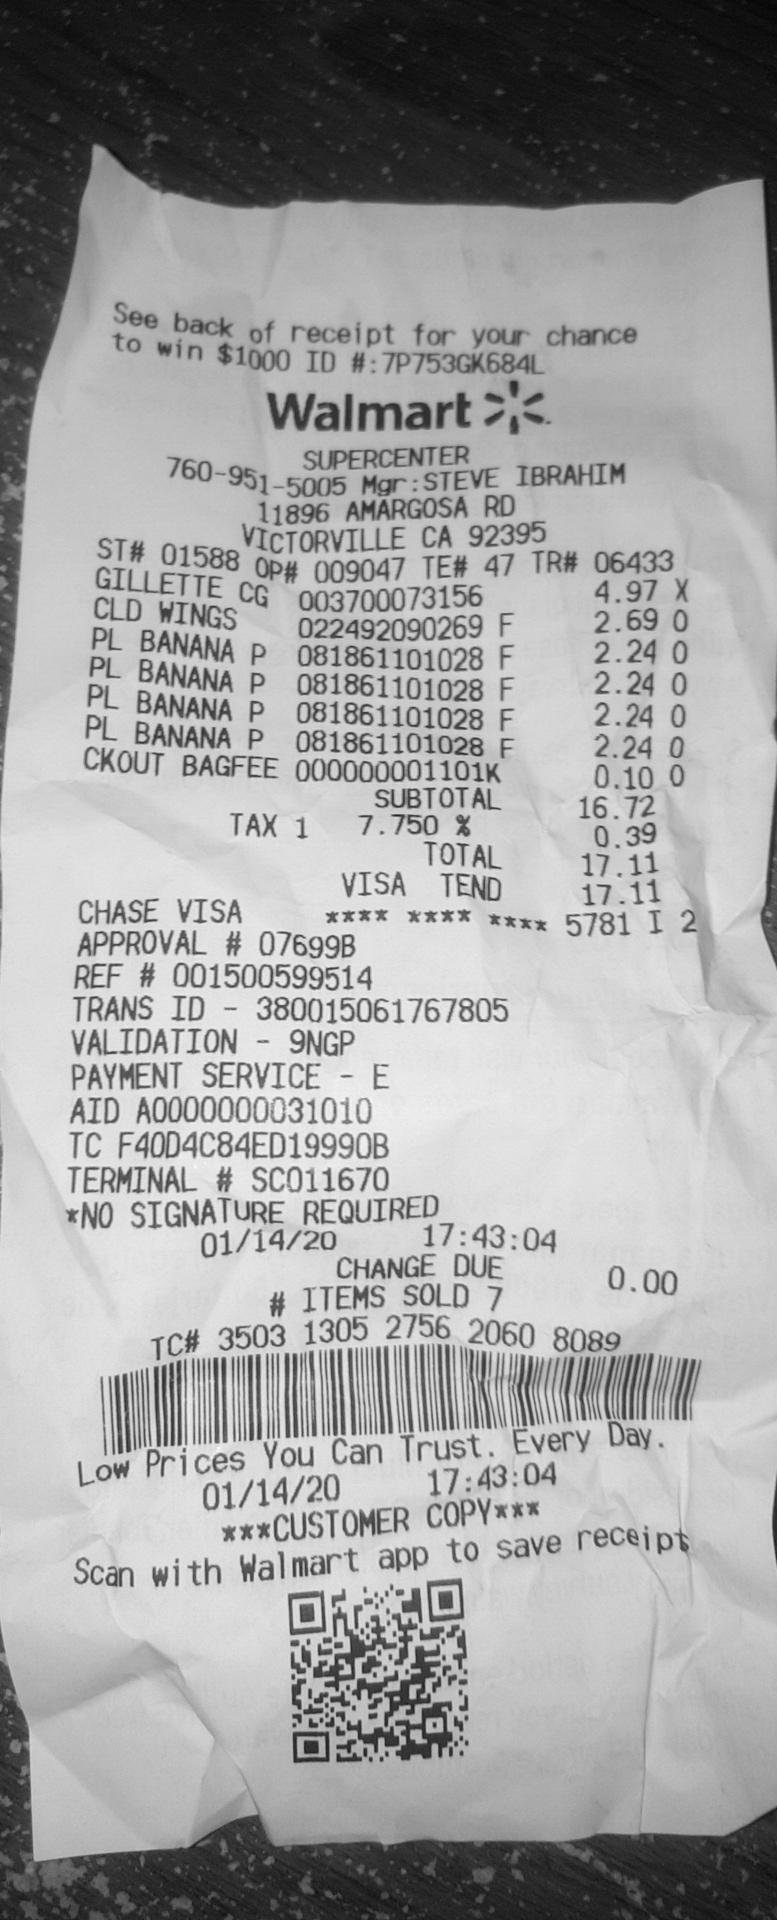 See back of receipt for your chance
to win $1000 ID #:7P753GK684L
Walmart
SUPERCENTER
760-951-5005 Mgr:STEVE IBRAHIM
11896 AMARGOSA RD
VICTORVILLE CA 92395
ST# 01588 OP# 009047 TE# 47 TR# 06433
GILLETTE CG 003700073156 4.97 X
CLD WINGS 022492090269 F 2.69 O
PL BANANA P 081861101028 F 2.24 O
PL BANANA P 081861101028 F 2.24 O
PL BANANA P 081861101028 F 2.24 O
PL BANANA P 081861101028 F 2.24 O
CKOUT BAGFEE 000000001101K 0.10 O
SUBTOTAL 16.72
TAX 1 7.750 % 0.39
TOTAL 17.11
VISA TEND 17.11
CHASE VISA **** **** **** 5781 I 2
APPROVAL # 07699B
REF # 001500599514
TRANS ID - 380015061767805
VALIDATION - 9NGP
PAYMENT SERVICE - E
AID A0000000031010
TC F40D4C84ED19990B
TERMINAL # SC011670
*NO SIGNATURE REQUIRED
01/14/20 17:43:04
CHANGE DUE 0.00
# ITEMS SOLD 7
TC# 3503 1305 2756 2060 8089
Low Prices You Can Trust. Every Day.
01/14/20 17:43:04
***CUSTOMER COPY***
Scan with Walmart app to save receipt